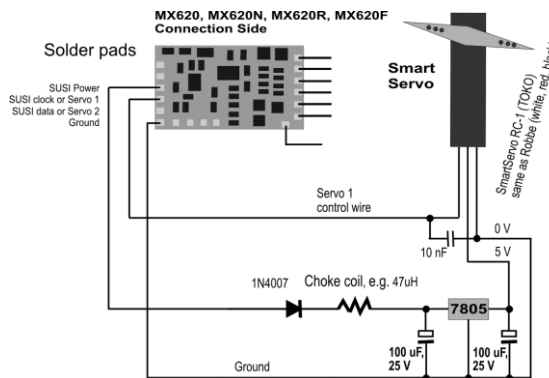 MX620, MX620N, MX620R, MX620F
Connection Side
Solder pads
SUSI Power
SUSI clock or Servo 1
SUSI data or Servo 2
Ground
Smart
Servo
SmartServo RC-1 (TOKO)
same as Robbe (white, red,
Servo 1
control wire
0 V
10 nF
5 V
1N4007
Choke coil, e.g. 47uH
7805
100 uF,
25 V
100 uF,
25 V
Ground